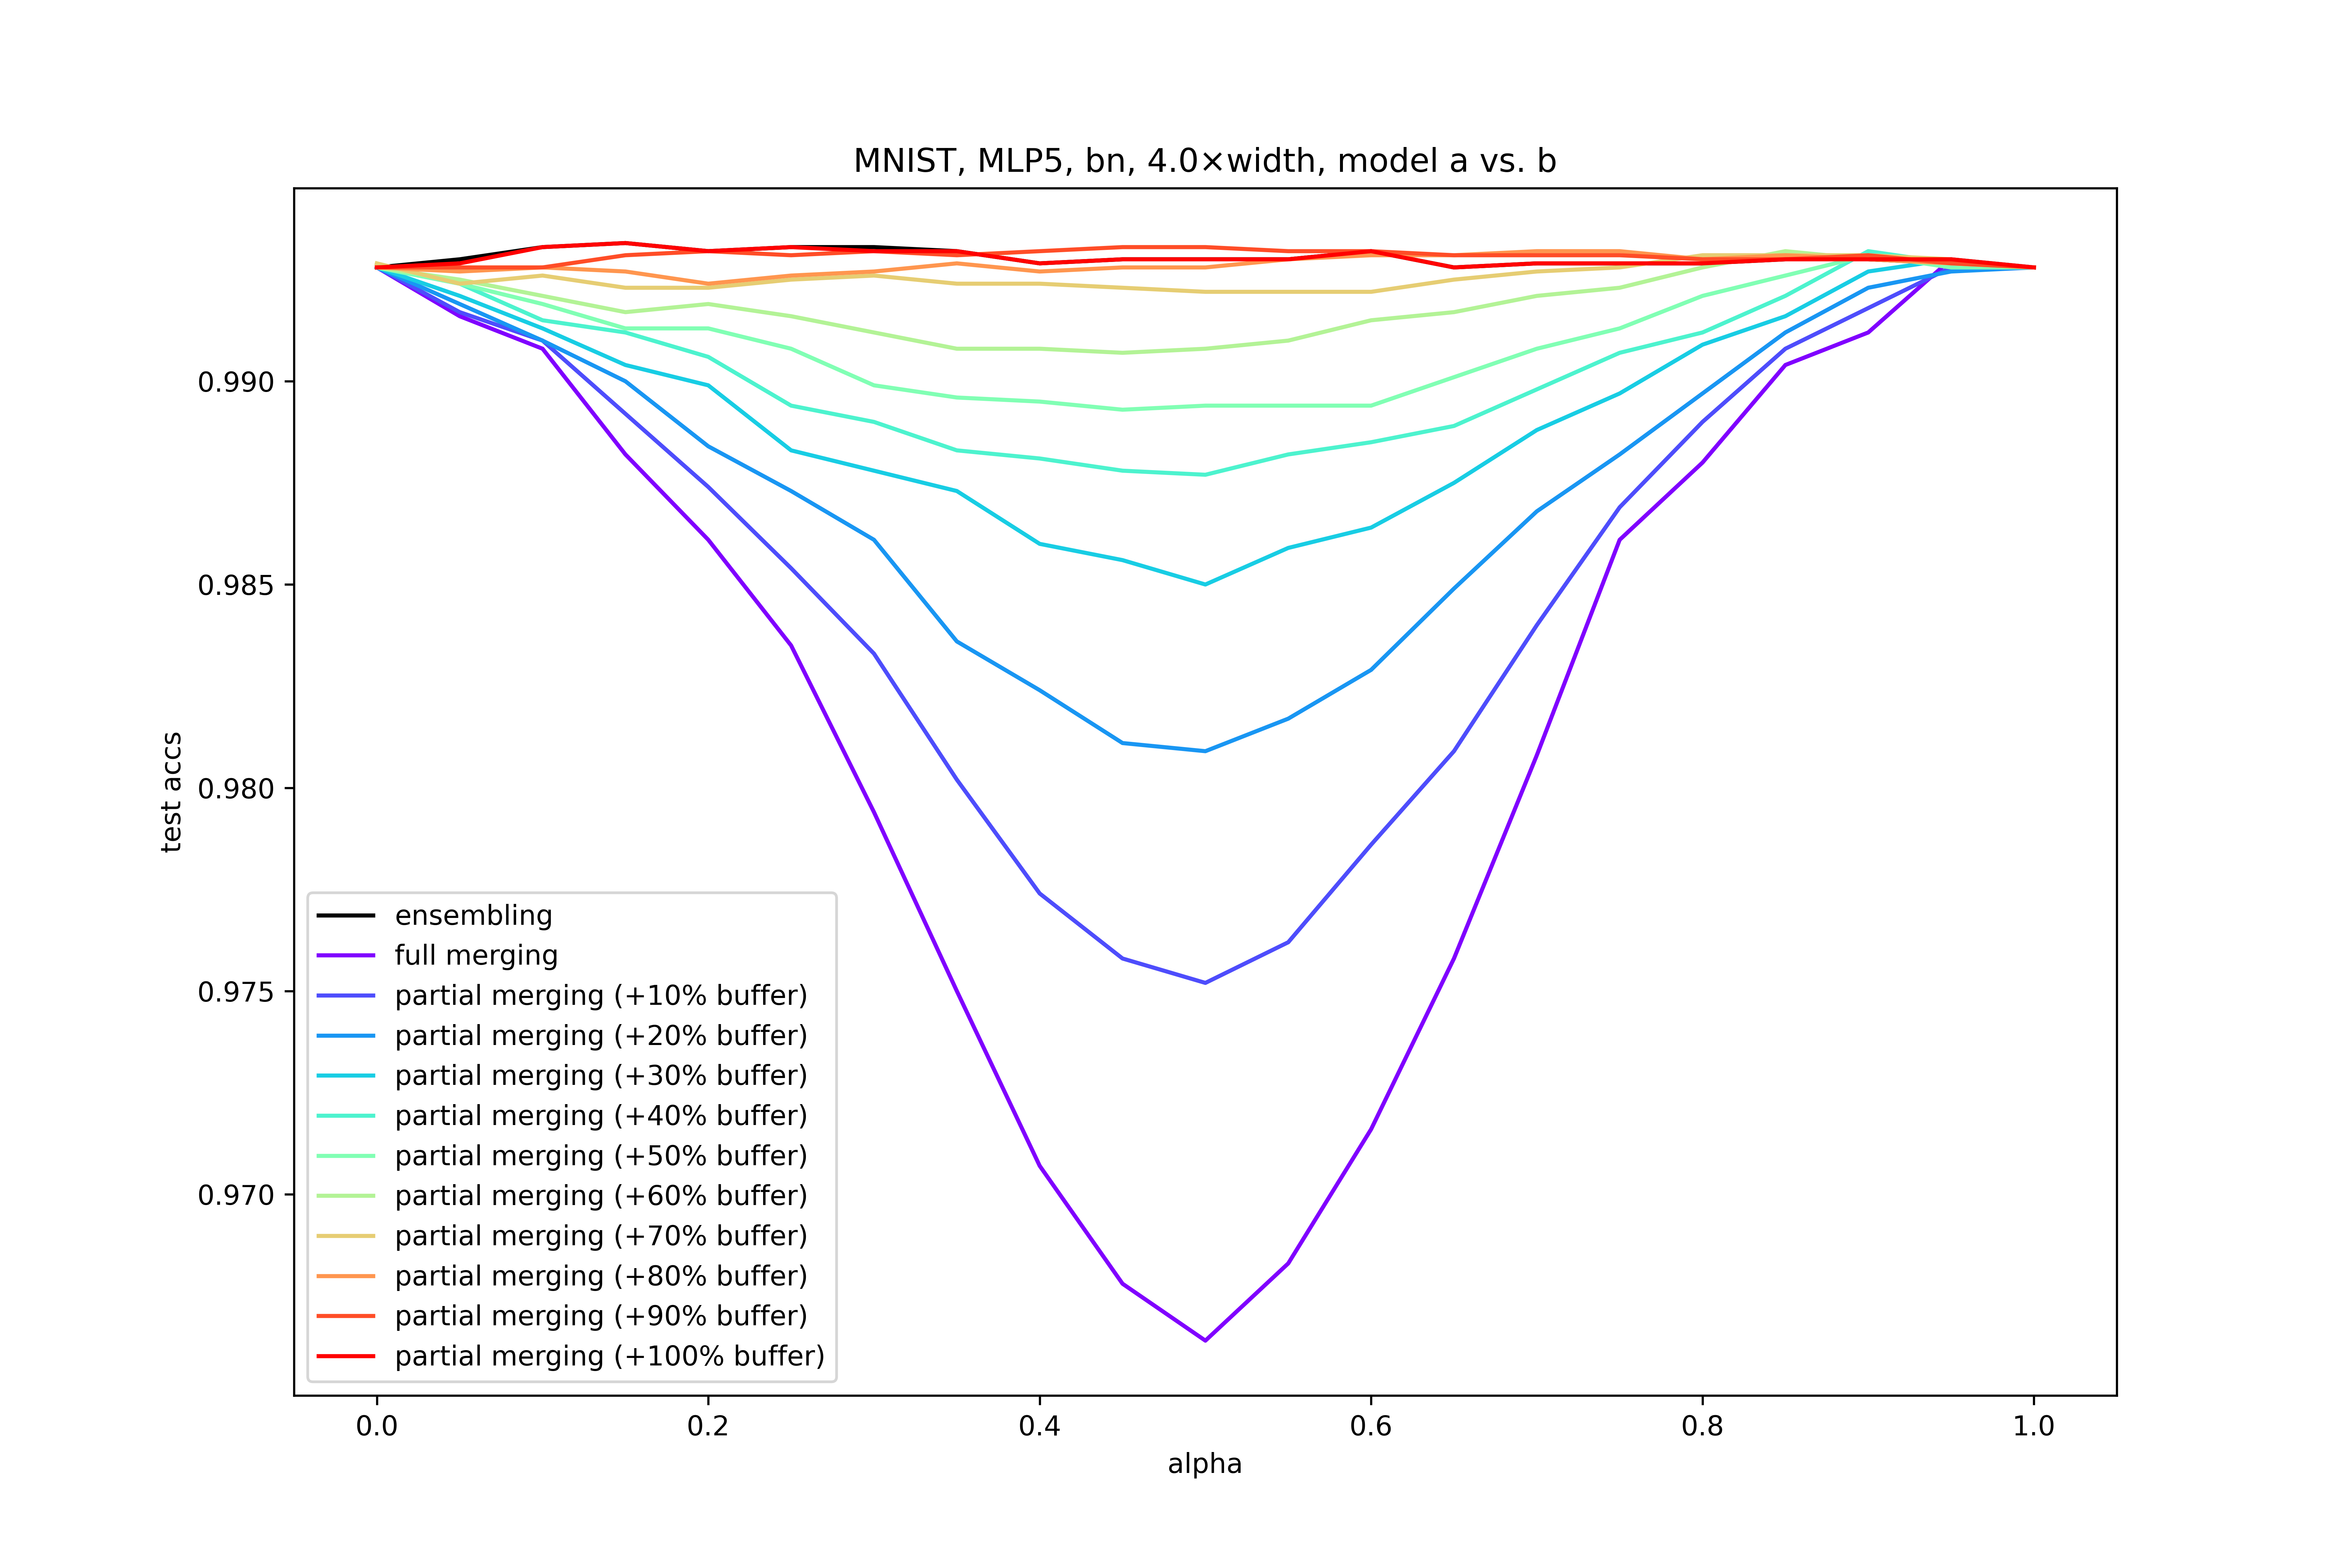 MNIST, MLP5, bn, 4.0×width, model a vs. b
test accs
0.990
0.985
0.980
0.975
0.970
ensembling
full merging
partial merging (+10% buffer)
partial merging (+20% buffer)
partial merging (+30% buffer)
partial merging (+40% buffer)
partial merging (+50% buffer)
partial merging (+60% buffer)
partial merging (+70% buffer)
partial merging (+80% buffer)
partial merging (+90% buffer)
partial merging (+100% buffer)
0.0 0.2 0.4 0.6 0.8 1.0
alpha